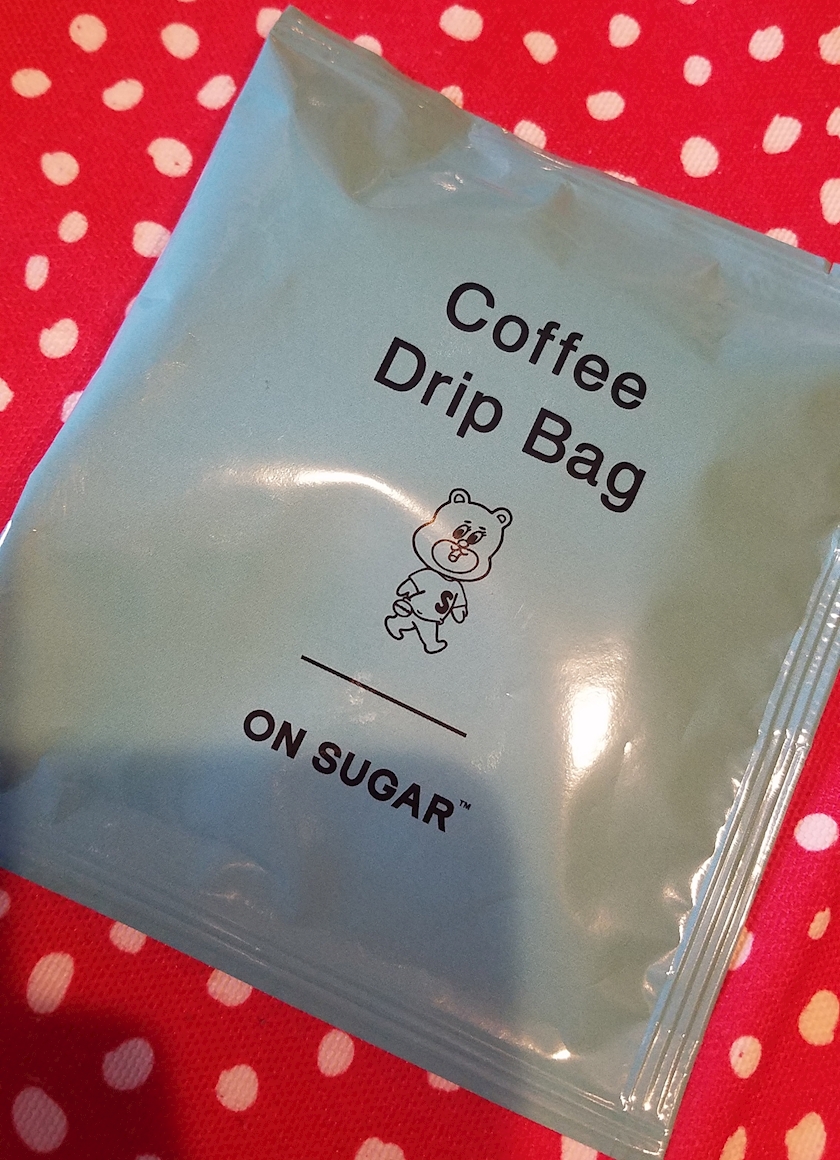 Coffee
Drip Bag
S
ON SUGAR™